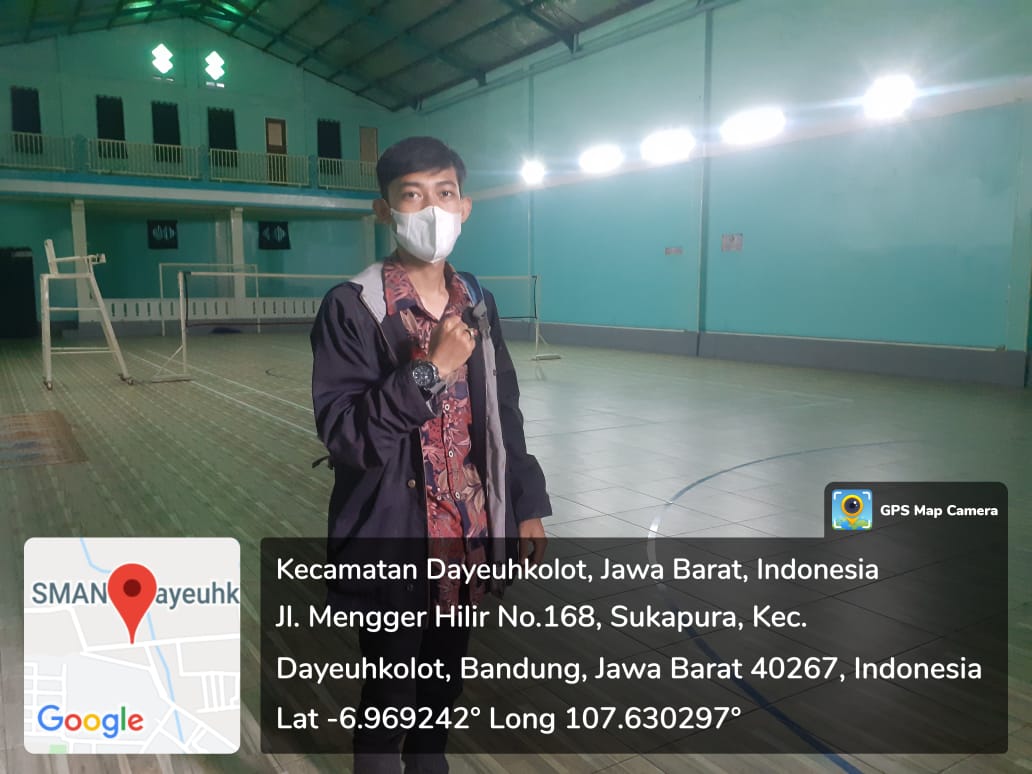 GPS Map Camera
Kecamatan Dayeuhkolot, Jawa Barat, Indonesia
Jl. Mengger Hilir No.168, Sukapura, Kec.
Dayeuhkolot, Bandung, Jawa Barat 40267, Indonesia
Lat -6.969242° Long 107.630297°
SMAN ayeuhk
Google